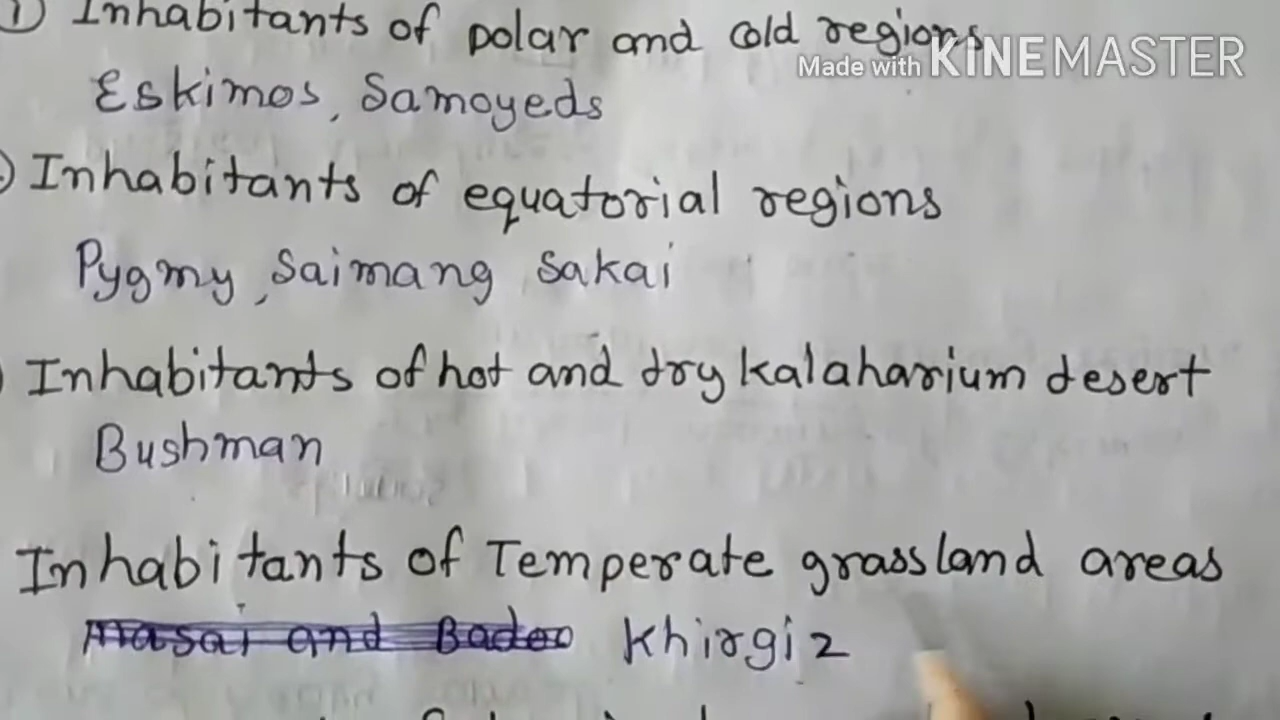 1) Inhabitants of polar and cold regions
Made with KINEMASTER
Eskimos, Samoyeds
) Inhabitants of equatorial regions
Pygmy, Saimang Sakai
) Inhabitants of hot and dry kalaharium desert
Bushman
Inhabitants of Temperate grassland areas
Masai and Badoo Khirgiz